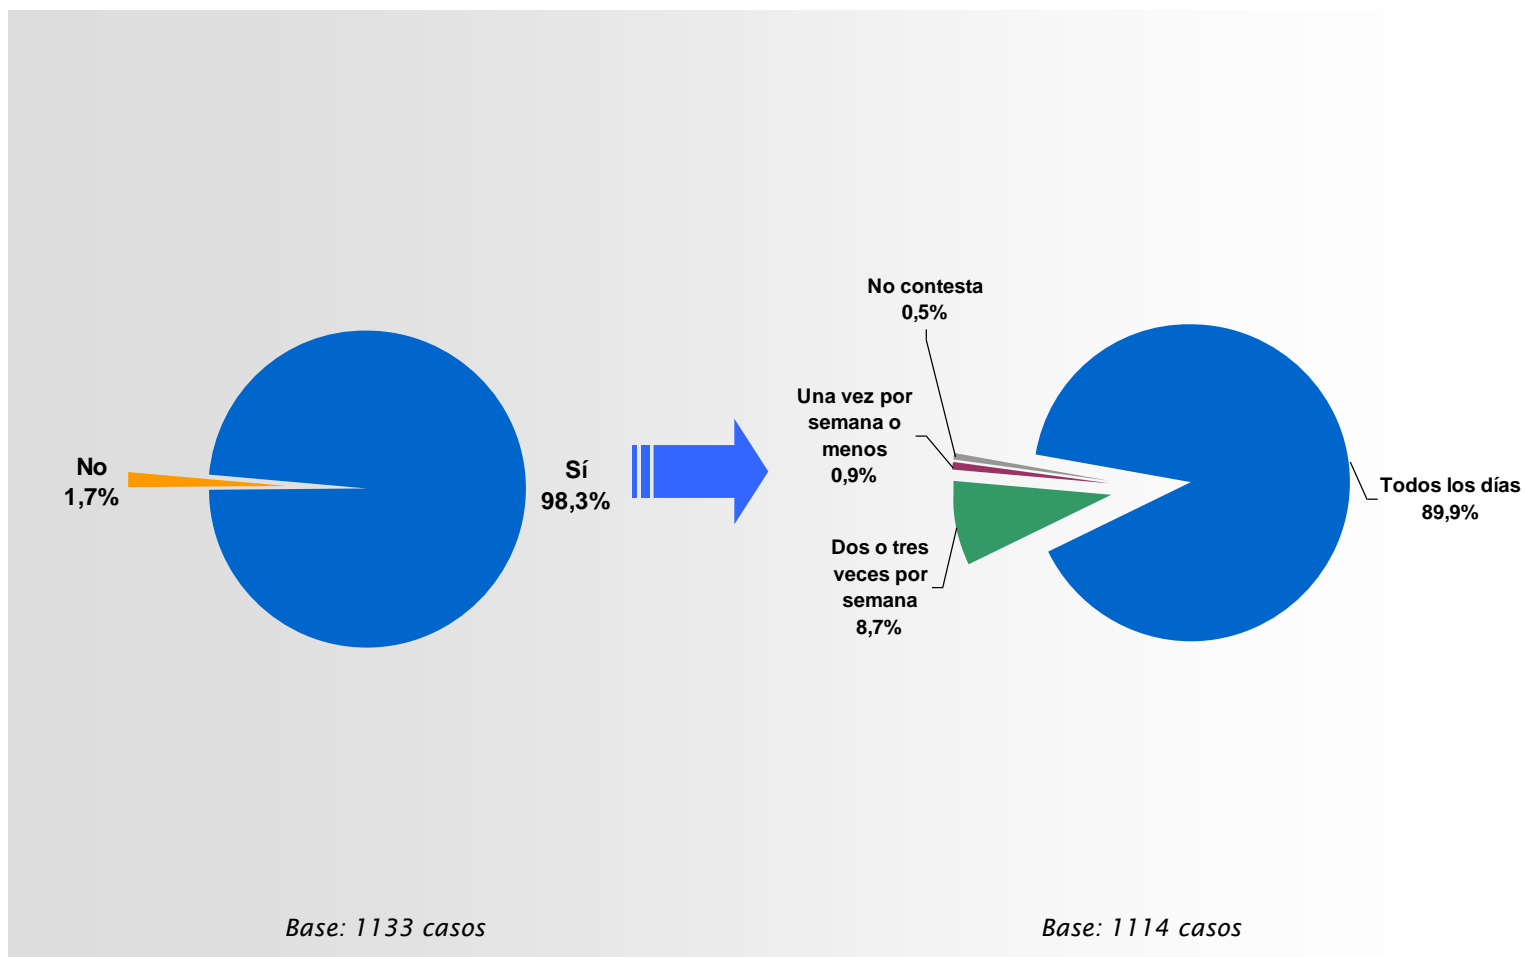 No
1,7%
Sí
98,3%
No contesta
0,5%
Una vez por
semana o
menos
0,9%
Dos o tres
veces por
semana
8,7%
Todos los días
89,9%
Base: 1133 casos
Base: 1114 casos